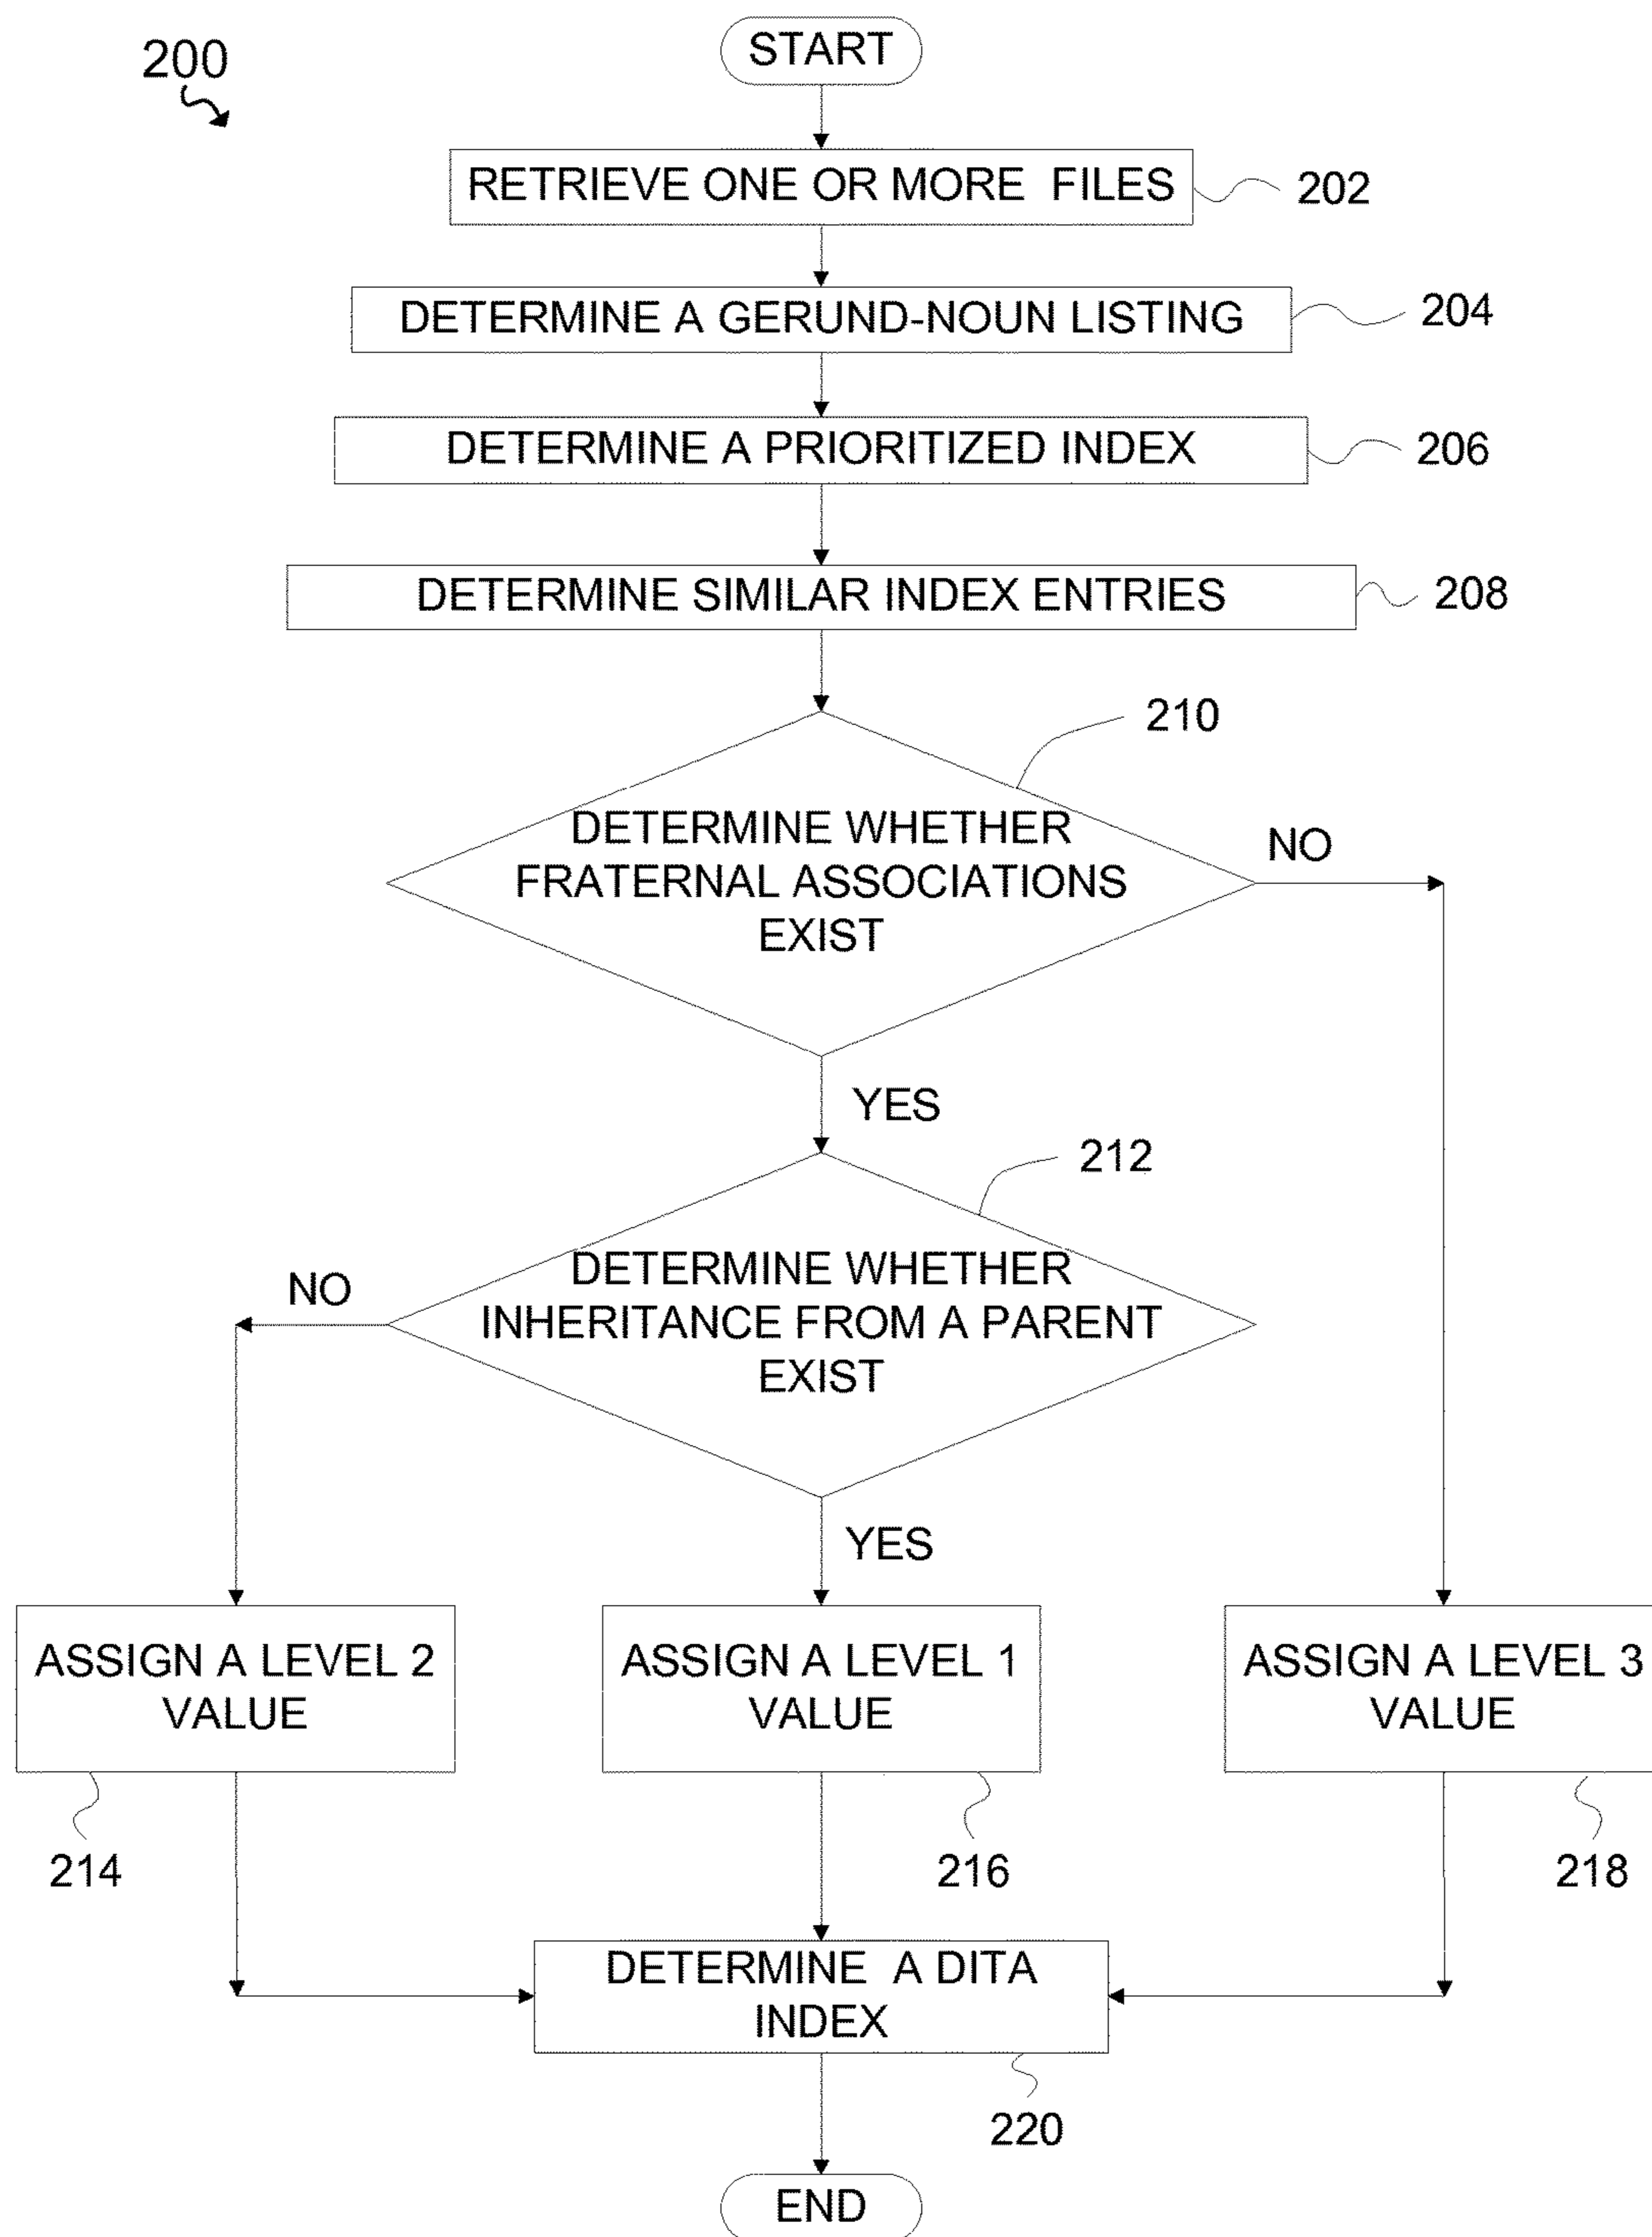 200
START
RETRIEVE ONE OR MORE FILES
202
DETERMINE A GERUND-NOUN LISTING
204
DETERMINE A PRIORITIZED INDEX
206
DETERMINE SIMILAR INDEX ENTRIES
208
210
DETERMINE WHETHER
FRATERNAL ASSOCIATIONS
EXIST
NO
YES
212
DETERMINE WHETHER
INHERITANCE FROM A PARENT
EXIST
NO
YES
ASSIGN A LEVEL 2
VALUE
214
ASSIGN A LEVEL 1
VALUE
216
ASSIGN A LEVEL 3
VALUE
218
DETERMINE A DITA
INDEX
220
END